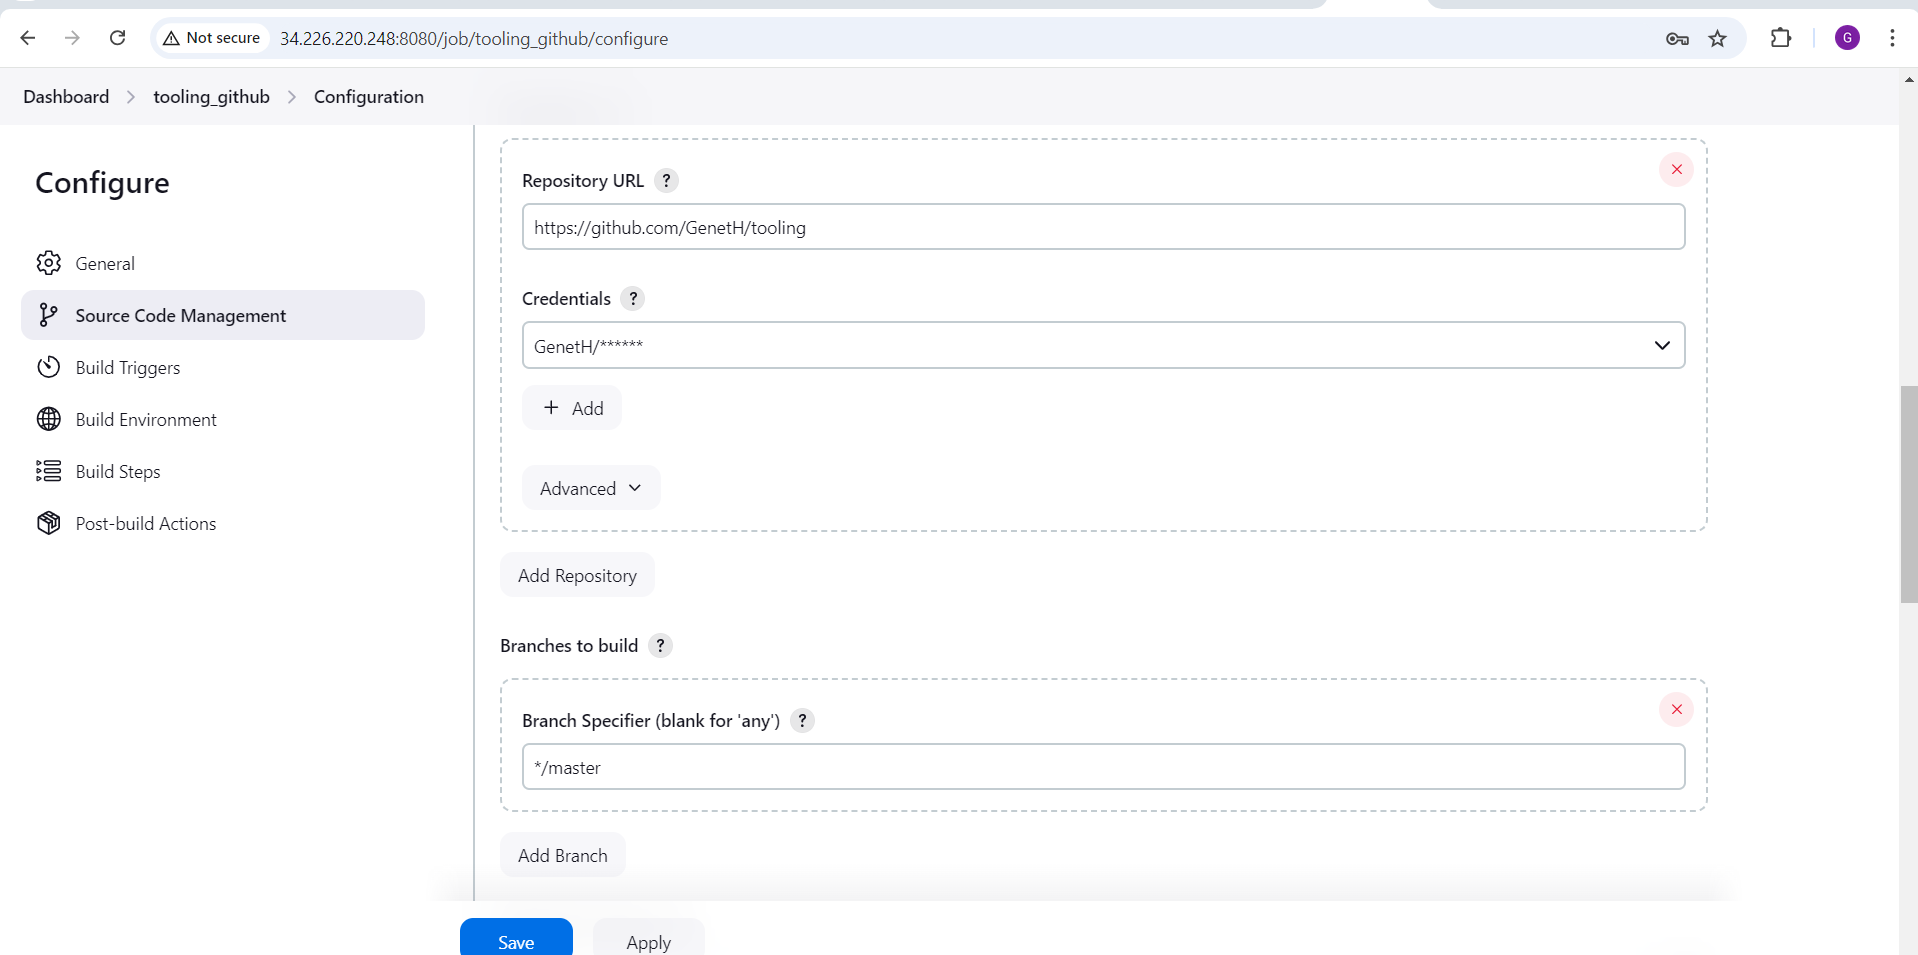 Not secure 34.226.220.248:8080/job/tooling_github/configure G
Dashboard tooling_github Configuration
Configure
General
Source Code Management
Build Triggers
Build Environment
Build Steps
Post-build Actions
Repository URL ?
https://github.com/GenetH/tooling
Credentials ?
GenetH/******
+ Add
Advanced
Add Repository
Branches to build ?
Branch Specifier (blank for 'any') ?
*/master
Add Branch
Save Apply